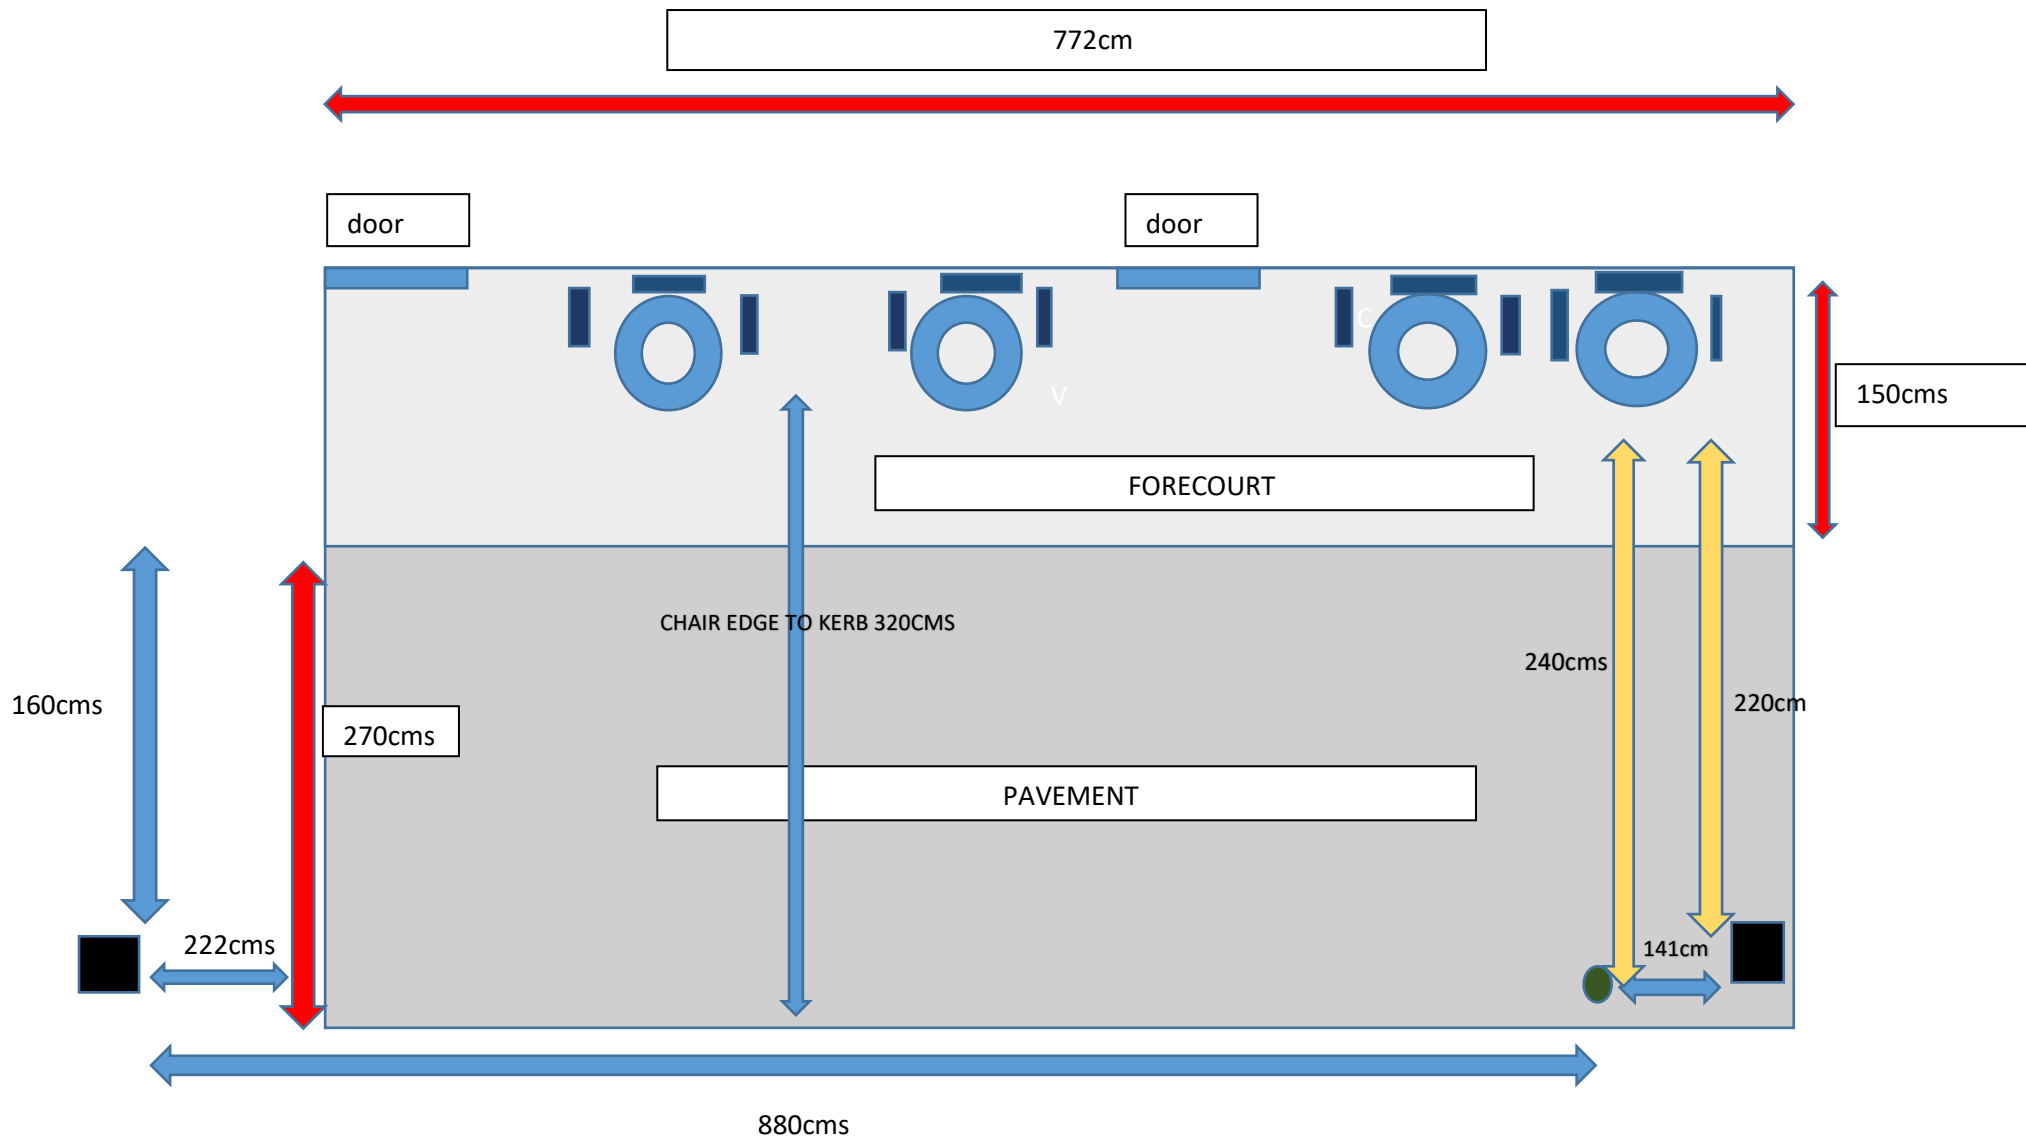 772cm
door
door
C
V
150cms
FORECOURT
CHAIR EDGE TO KERB 320CMS
240cms
220cm
160cms
270cms
PAVEMENT
222cms
141cm
880cms